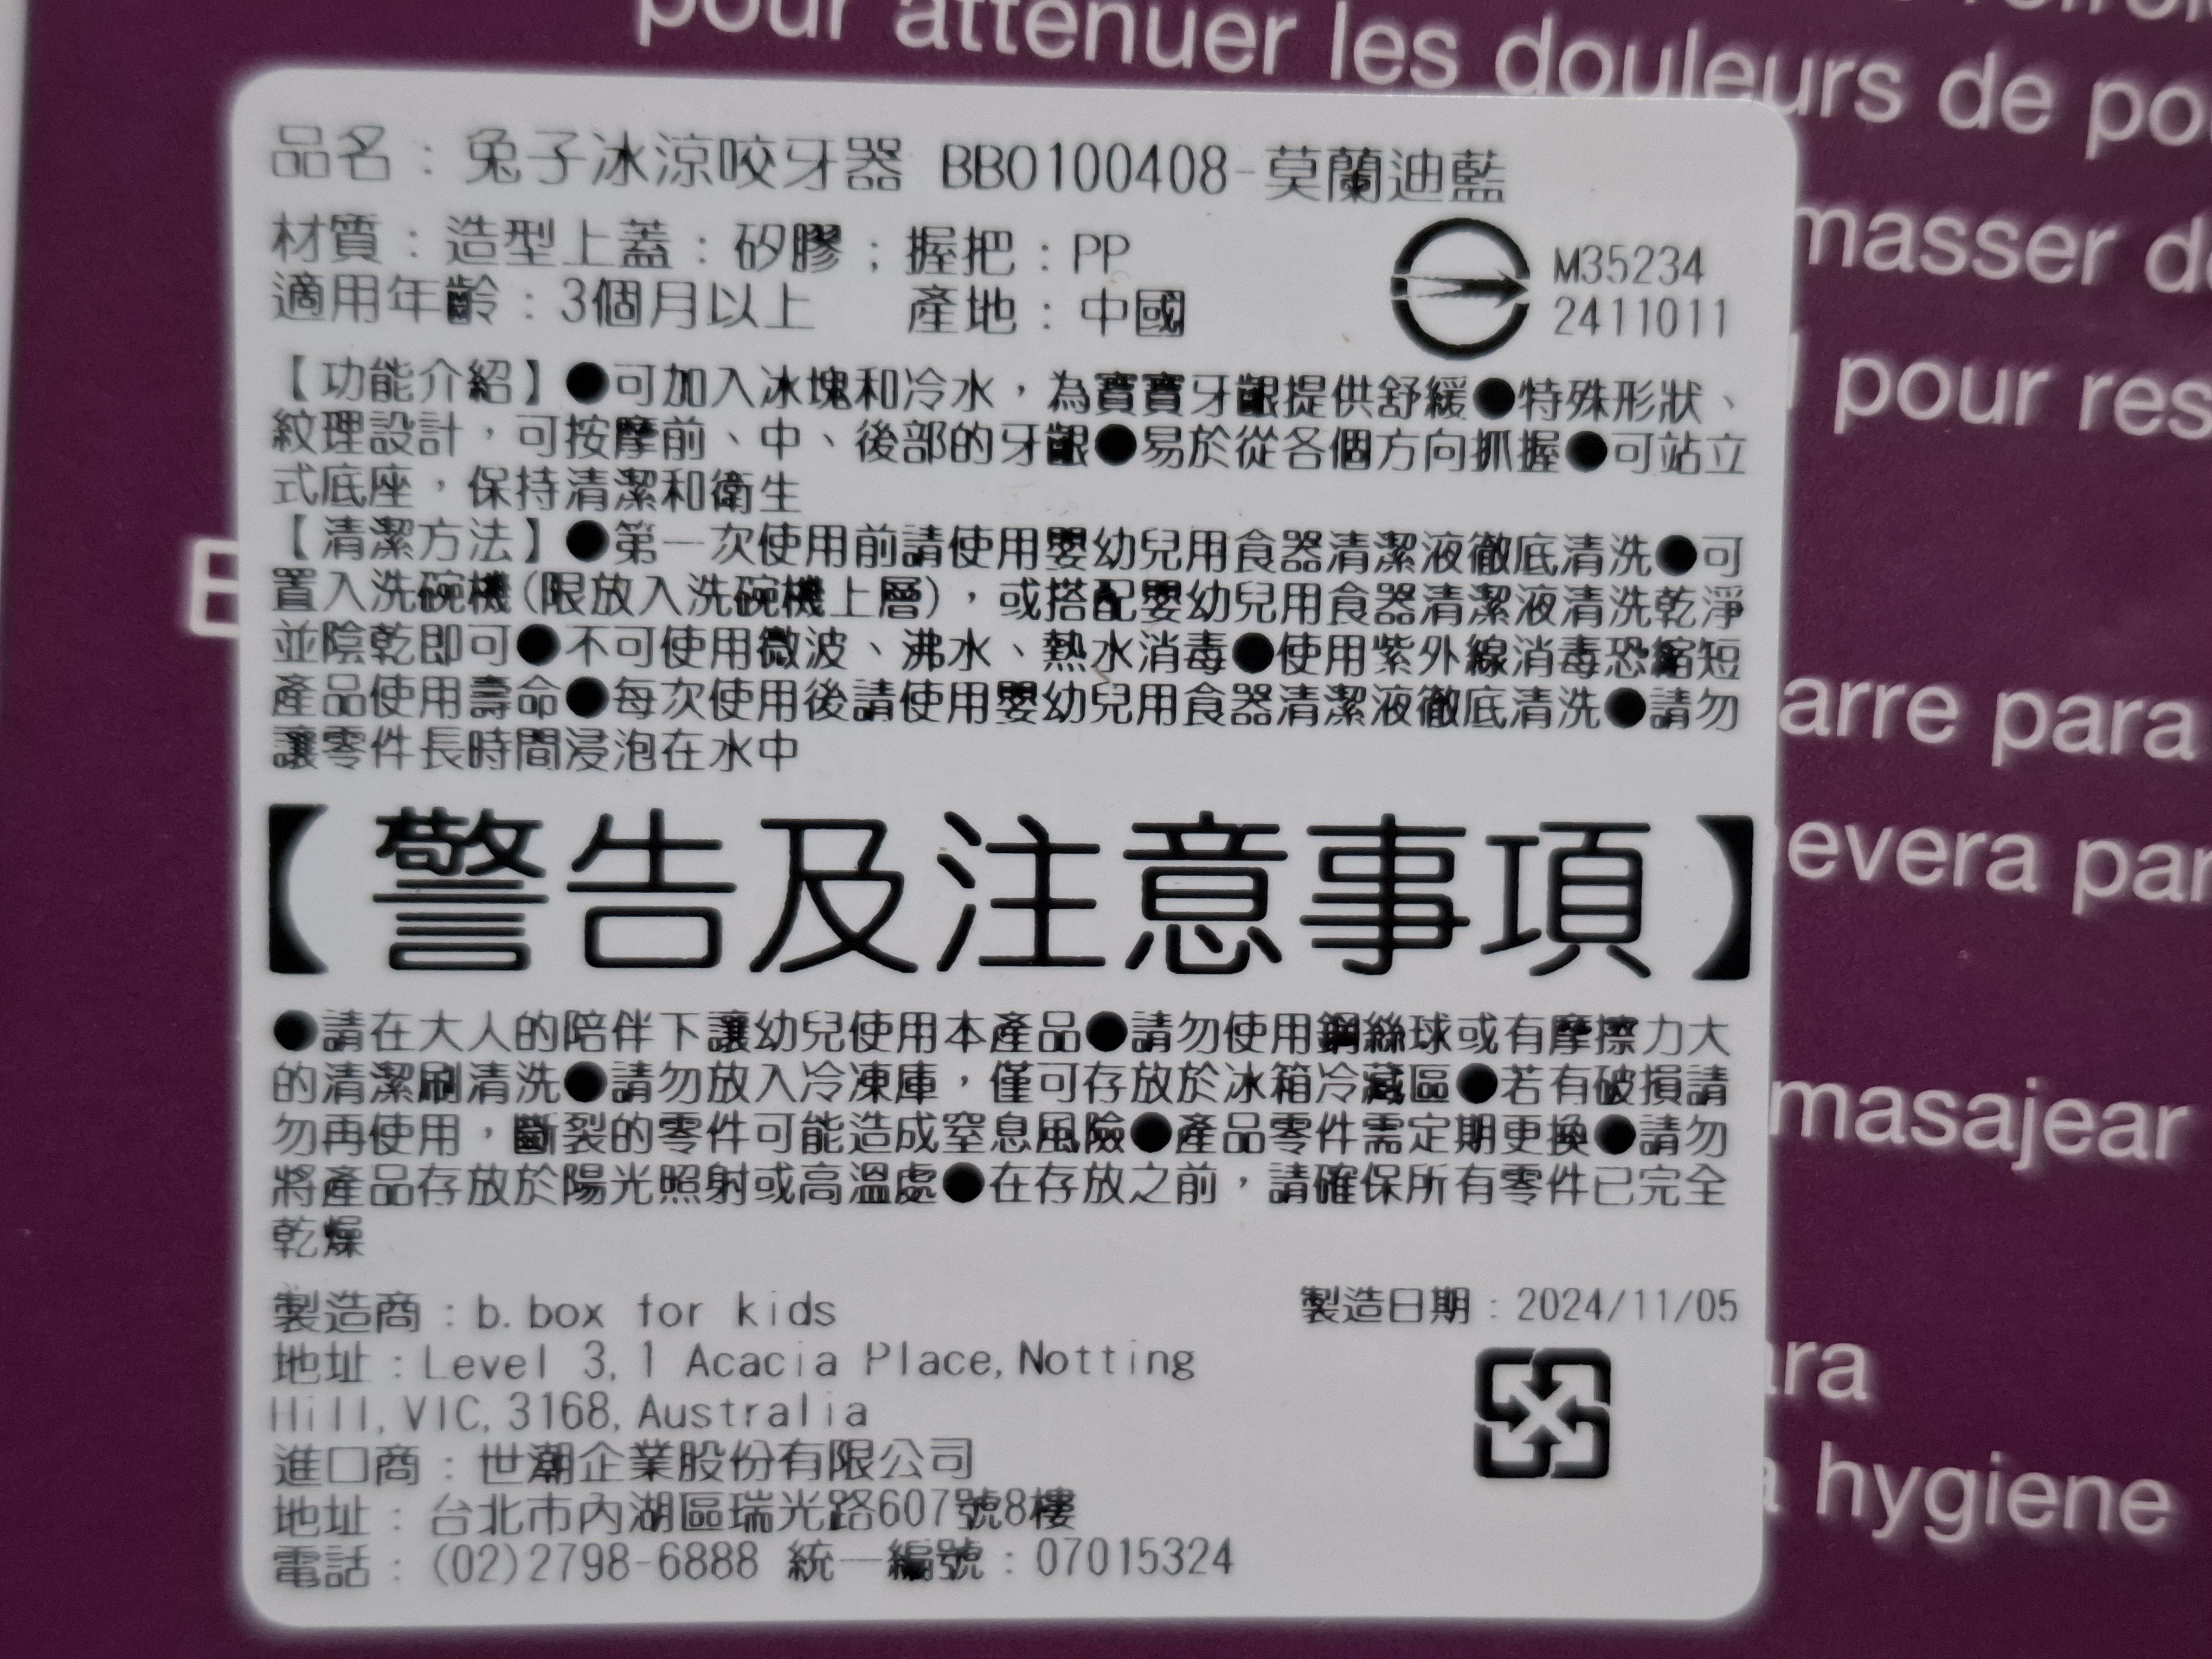 pour atténuer les douleurs de
品名：兔子冰涼咬牙器 BBO100408-莫蘭迪藍
材質：造型上蓋：矽膠；握把：PP
適用年齡：3個月以上 產地：中國
M35234
2411011
masser
【功能介紹】●可加入冰塊和冷水，為寶寶牙齦提供舒緩●特殊形狀、
紋理設計，可按摩前、中、後部的牙齦●易於從各個方向抓握●可站立
式底座，保持清潔和衛生
pour
【清潔方法】●第一次使用前請使用嬰幼兒用食器清潔液徹底清洗●可
置入洗碗機(限放入洗碗機上層)，或搭配嬰幼兒用食器清潔液清洗乾淨
並陰乾即可●不可使用微波、沸水、熱水消毒●使用紫外線消毒恐縮短
產品使用壽命●每次使用後請使用嬰幼兒用食器清潔液徹底清洗●請勿
讓零件長時間浸泡在水中
para
【警告及注意事項】
●請在大人的陪伴下讓幼兒使用本產品●請勿使用鋼絲球或有摩擦力大
的清潔刷清洗●請勿放入冷凍庫，僅可存放於冰箱冷藏區●若有破損請
勿再使用，斷裂的零件可能造成窒息風險●產品零件需定期更換●請勿
將產品存放於陽光照射或高溫處●在存放之前，請確保所有零件已完全
乾燥
masajear
製造商：b.box for kids
製造日期：2024/11/05
地址：Level 3,1 Acacia Place,Notting
Hill,VIC,3168,Australia
進口商：世潮企業股份有限公司
地址：台北市內湖區瑞光路607號8樓
電話：(02)2798-6888 統一編號：07015324
hygiene